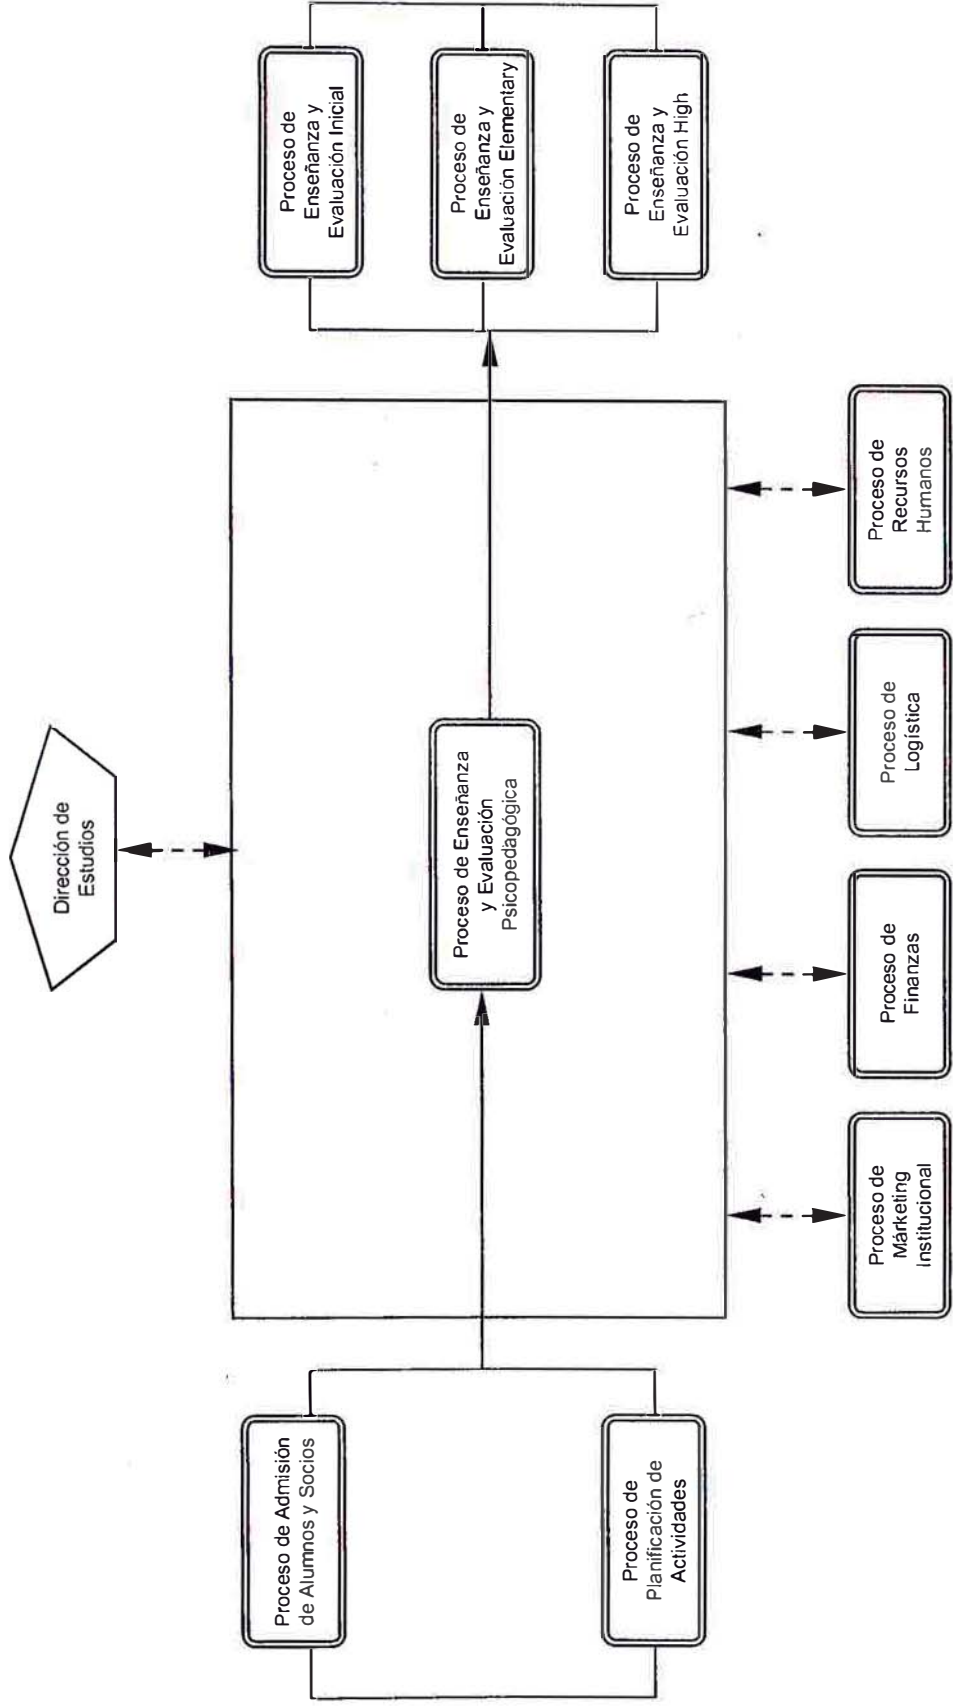 Dirección de
Estudios
Proceso de Admisión
de Alumnos y Socios
Proceso de
Planificación de
Actividades
Proceso de Enseñanza
y Evaluación
Psicopedagógica
Proceso de
Enseñanza y
Evaluación Inicial
Proceso de
Enseñanza y
Evaluación Elementary
Proceso de
Enseñanza y
Evaluación High
Proceso de
Márketing
Institucional
Proceso de
Finanzas
Proceso de
Logística
Proceso de
Recursos
Humanos